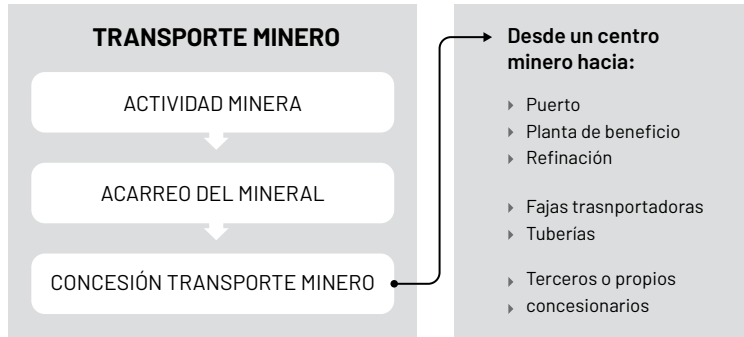 TRANSPORTE MINERO
ACTIVIDAD MINERA
ACARREO DEL MINERAL
CONCESIÓN TRANSPORTE MINERO
Desde un centro
minero hacia:
Puerto
Planta de beneficio
Refinación
Fajas trasnportadoras
Tuberías
Terceros o propios
concesionarios